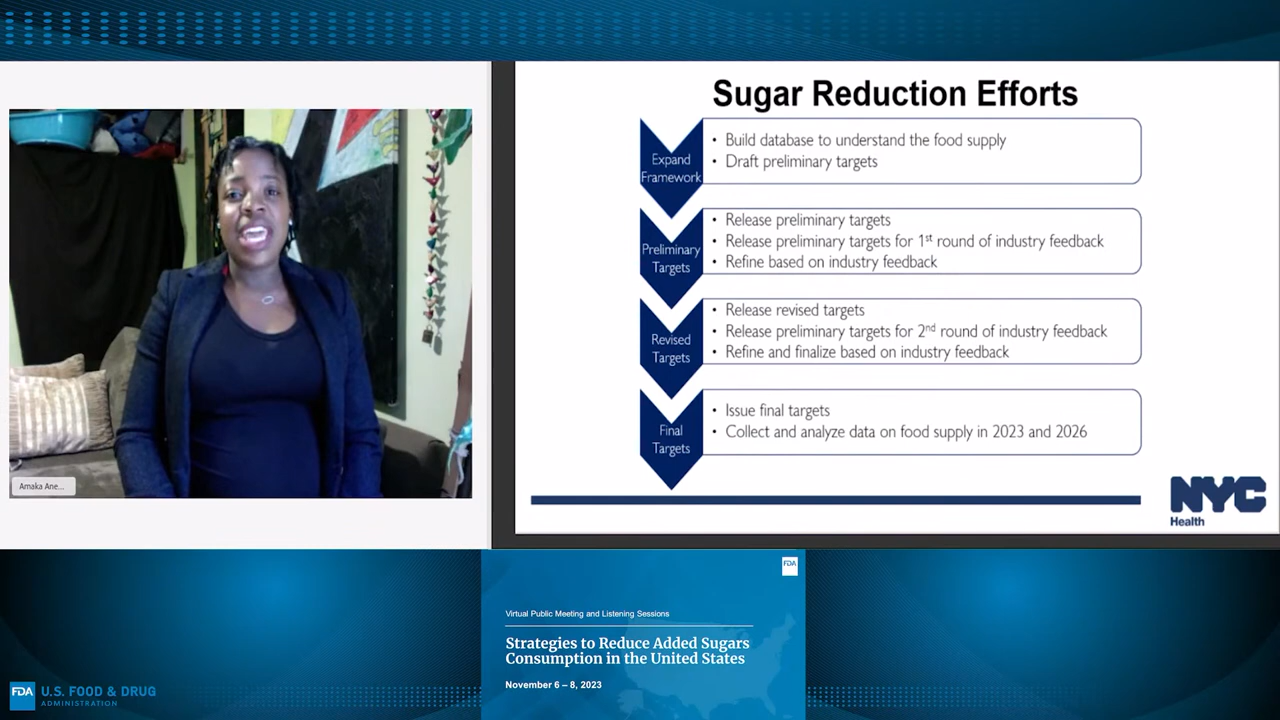 Sugar Reduction Efforts
Expand
Framework
• Build database to understand the food supply
• Draft preliminary targets
Preliminary
Targets
• Release preliminary targets
• Release preliminary targets for 1st round of industry feedback
• Refine based on industry feedback
Revised
Targets
• Release revised targets
• Release preliminary targets for 2nd round of industry feedback
• Refine and finalize based on industry feedback
Final
Targets
• Issue final targets
• Collect and analyze data on food supply in 2023 and 2026
NYC
Health
Amaka Ane...
FDA
Virtual Public Meeting and Listening Sessions
Strategies to Reduce Added Sugars
Consumption in the United States
November 6 – 8, 2023
FDA U.S. FOOD & DRUG
ADMINISTRATION